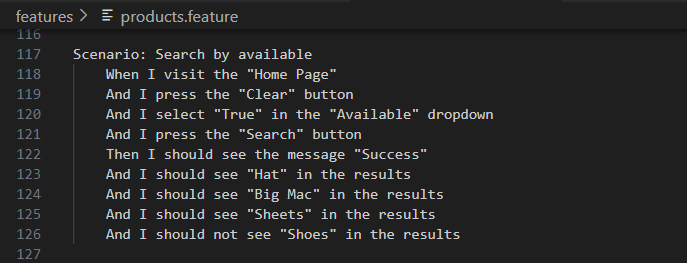 features > products.feature
116
117 Scenario: Search by available
118 When I visit the "Home Page"
119 And I press the "Clear" button
120 And I select "True" in the "Available" dropdown
121 And I press the "Search" button
122 Then I should see the message "Success"
123 And I should see "Hat" in the results
124 And I should see "Big Mac" in the results
125 And I should see "Sheets" in the results
126 And I should not see "Shoes" in the results
127